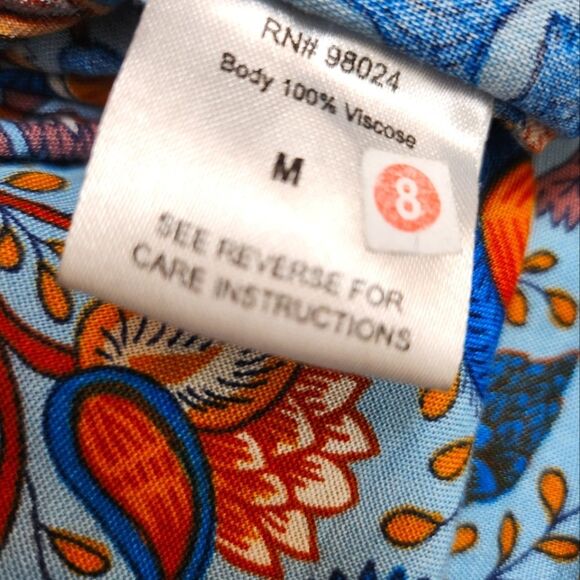 RN# 98024
Body 100% Viscose
M
8
SEE REVERSE FOR
CARE INSTRUCTIONS